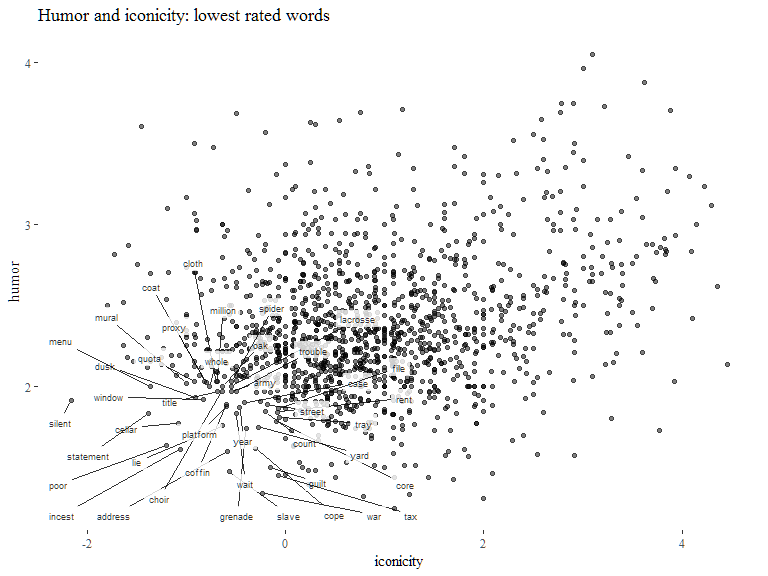 Humor and iconicity: lowest rated words
4
3
2
humor
cloth
coat
mural
million
spider
proxy
lacrosse
menu
oak
trouble
quota
whole
dusk
file
army
case
window
title
rent
street
silent
tray
cellar
platform
year
count
statement
yard
lie
coffin
poor
wait
guilt
core
choir
incest
address
grenade
slave
cope
war
tax
-2
0
2
4
iconicity